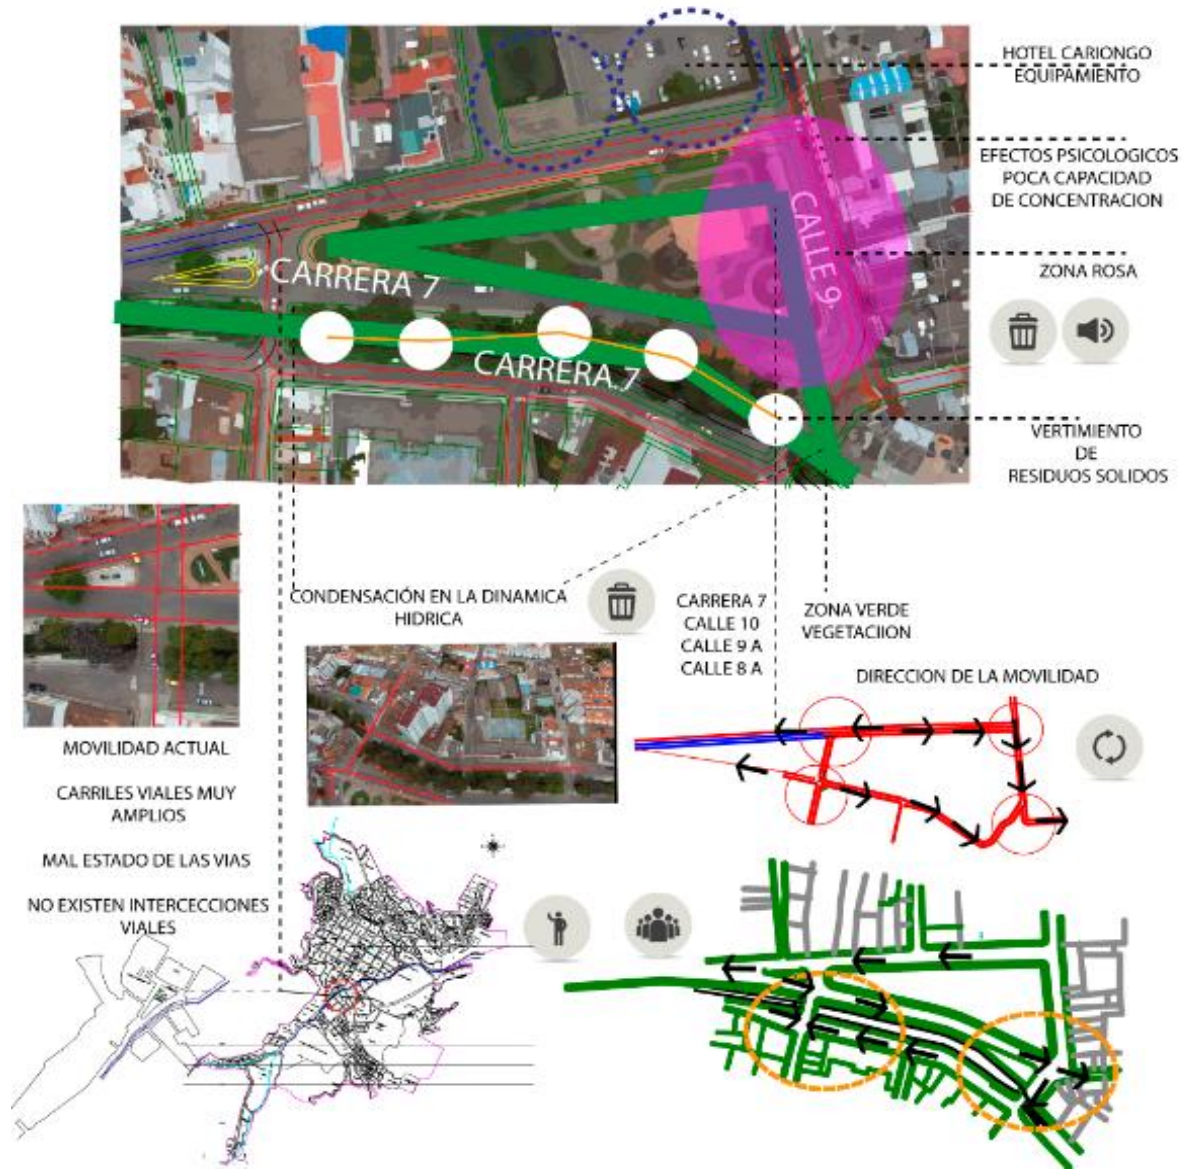 HOTEL CARIONGO
EQUIPAMIENTO
EFECTOS PSICOLOGICOS
POCA CAPACIDAD
DE CONCENTRACION
CALLE 9
CARRERA 7
ZONA ROSA
CARRERA 7
VERTIMIENTO
DE
RESIDUOS SOLIDOS
CONDENSACIÓN EN LA DINAMICA
HIDRICA
CARRERA 7
CALLE 10
CALLE 9 A
CALLE 8 A
ZONA VERDE
VEGETACIION
DIRECCION DE LA MOVILIDAD
MOVILIDAD ACTUAL
CARRILES VIALES MUY
AMPLIOS
MAL ESTADO DE LAS VIAS
NO EXISTEN INTERCECCIONES
VIALES